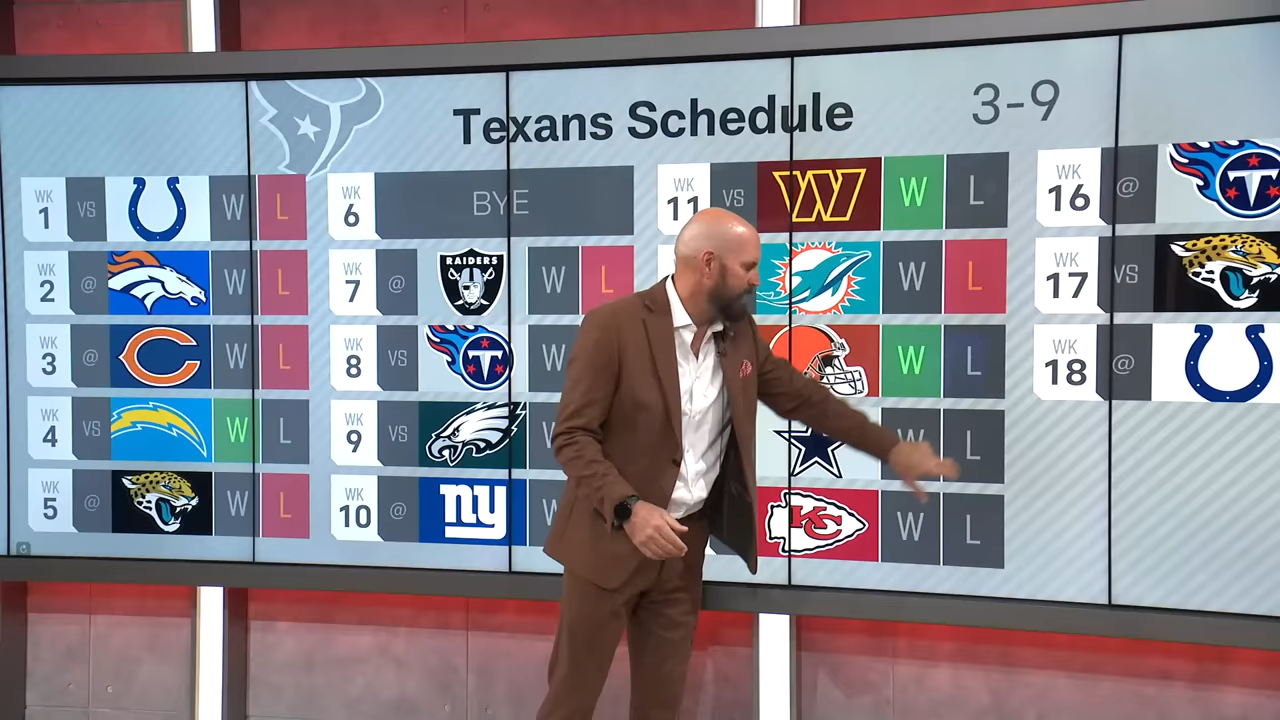 Texans Schedule
3-9
WK 1 VS W L
WK 2 @ W L
WK 3 @ W L
WK 4 VS W L
WK 5 @ W L
WK 6 BYE
WK 7 @ RAIDERS W L
WK 8 VS T W
WK 9 VS W
WK 10 @ ny W
WK 11 VS W W L
W L
W L
W L
KC W L
WK 16 @ T
WK 17 VS
WK 18 @